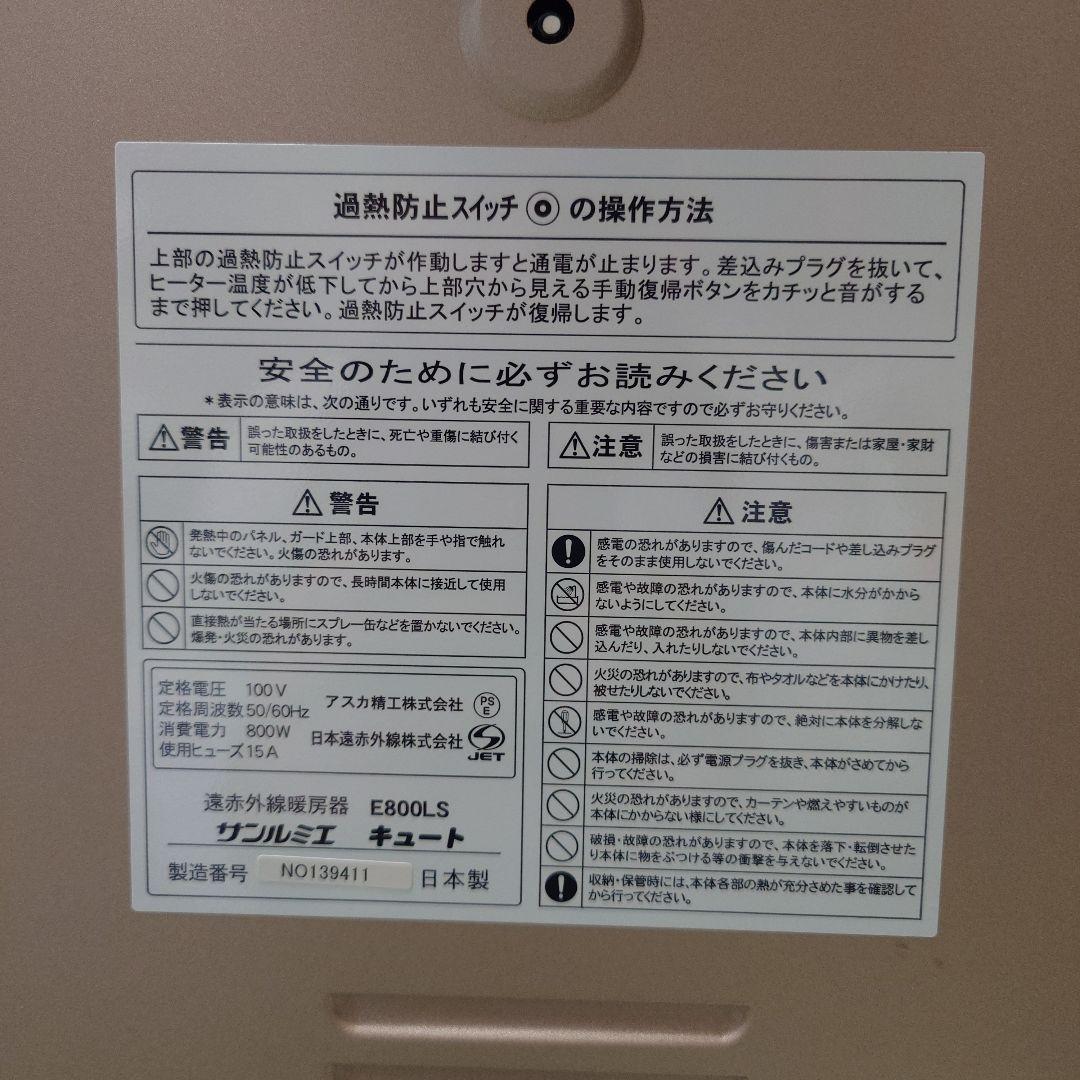 過熱防止スイッチ の操作方法
上部の過熱防止スイッチが作動しますと通電が止まります。差込みプラグを抜いて、
ヒーター温度が低下してから上部穴から見える手動復帰ボタンをカチッと音がする
まで押してください。過熱防止スイッチが復帰します。
安全のために必ずお読みください
*表示の意味は、次の通りです。いずれも安全に関する重要な内容ですので必ずお守りください。
警告
誤った取扱をしたときに、死亡や重傷に結び付く
可能性のあるもの。
注意
誤った取扱をしたときに、傷害または家屋・家財
などの損害に結び付くもの。
警告
発熱中のパネル、ガード上部、本体上部を手や指で触れ
ないでください。火傷の恐れがあります。
火傷の恐れがありますので、長時間本体に接近して使用
しないでください。
直接熱が当たる場所にスプレー缶などを置かないでください。
爆発・火災の恐れがあります。
定格電圧 100V
定格周波数 50/60Hz
消費電力 800W
使用ヒューズ 15A
アスカ精工株式会社
PS
E
日本遠赤外線株式会社
JET
遠赤外線暖房器 E800LS
サンルミエ キュート
製造番号 NO139411 日本製
注意
感電の恐れがありますので、傷んだコードや差し込みプラグ
をそのまま使用しないでください。
感電や故障の恐れがありますので、本体に水分がかから
ないようにしてください。
感電や故障の恐れがありますので、本体内部に異物を差し
込んだり、入れたりしないでください。
火災の恐れがありますので、布やタオルなどを本体にかけたり、
被せたりしないでください。
感電や故障の恐れがありますので、絶対に本体を分解しな
いでください。
本体の掃除は、必ず電源プラグを抜き、本体がさめてから
行ってください。
火災の恐れがありますので、カーテンや燃えやすいものが
本体にかからない様にしてください。
破損・故障の恐れがありますので、本体を落下・転倒させた
り本体に物をぶつける等の衝撃を与えないでください。
収納・保管時には、本体各部の熱が充分さめた事を確認して
から行ってください。